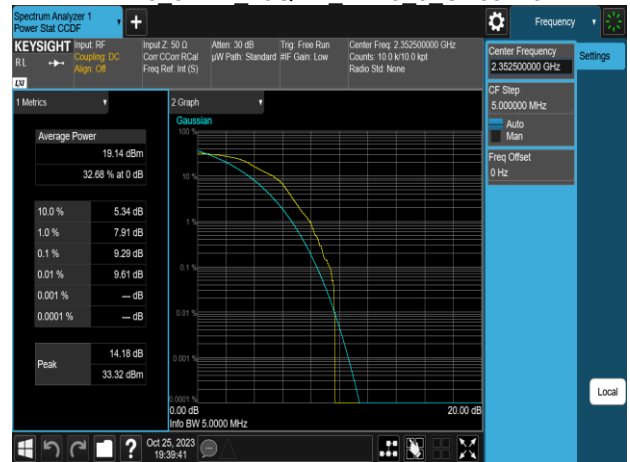 Spectrum Analyzer 1
Power Stat CCDF
Frequency
KEYSIGHT
RL
LXI
Input: RF
Coupling: DC
Align: Off
Input Z: 50 Ω
Corr CCorr RCal
Freq Ref: Int (S)
Atten: 30 dB
µW Path: Standard
Trig: Free Run
#IF Gain: Low
Center Freq: 2.352500000 GHz
Counts: 10.0 k/10.0 kpt
Radio Std: None
Center Frequency
2.352500000 GHz
Settings
CF Step
5.000000 MHz
Auto
Man
Freq Offset
0 Hz
Local
1 Metrics
Average Power
19.14 dBm
32.68 % at 0 dB
10.0 % 5.34 dB
1.0 % 7.91 dB
0.1 % 9.29 dB
0.01 % 9.61 dB
0.001 % --- dB
0.0001 % --- dB
Peak
14.18 dB
33.32 dBm
2 Graph
Gaussian
100 %
10 %
1 %
0.1 %
0.01 %
0.001 %
0.0001 %
0.00 dB 20.00 dB
Info BW 5.0000 MHz
?
Oct 25, 2023
19:39:41